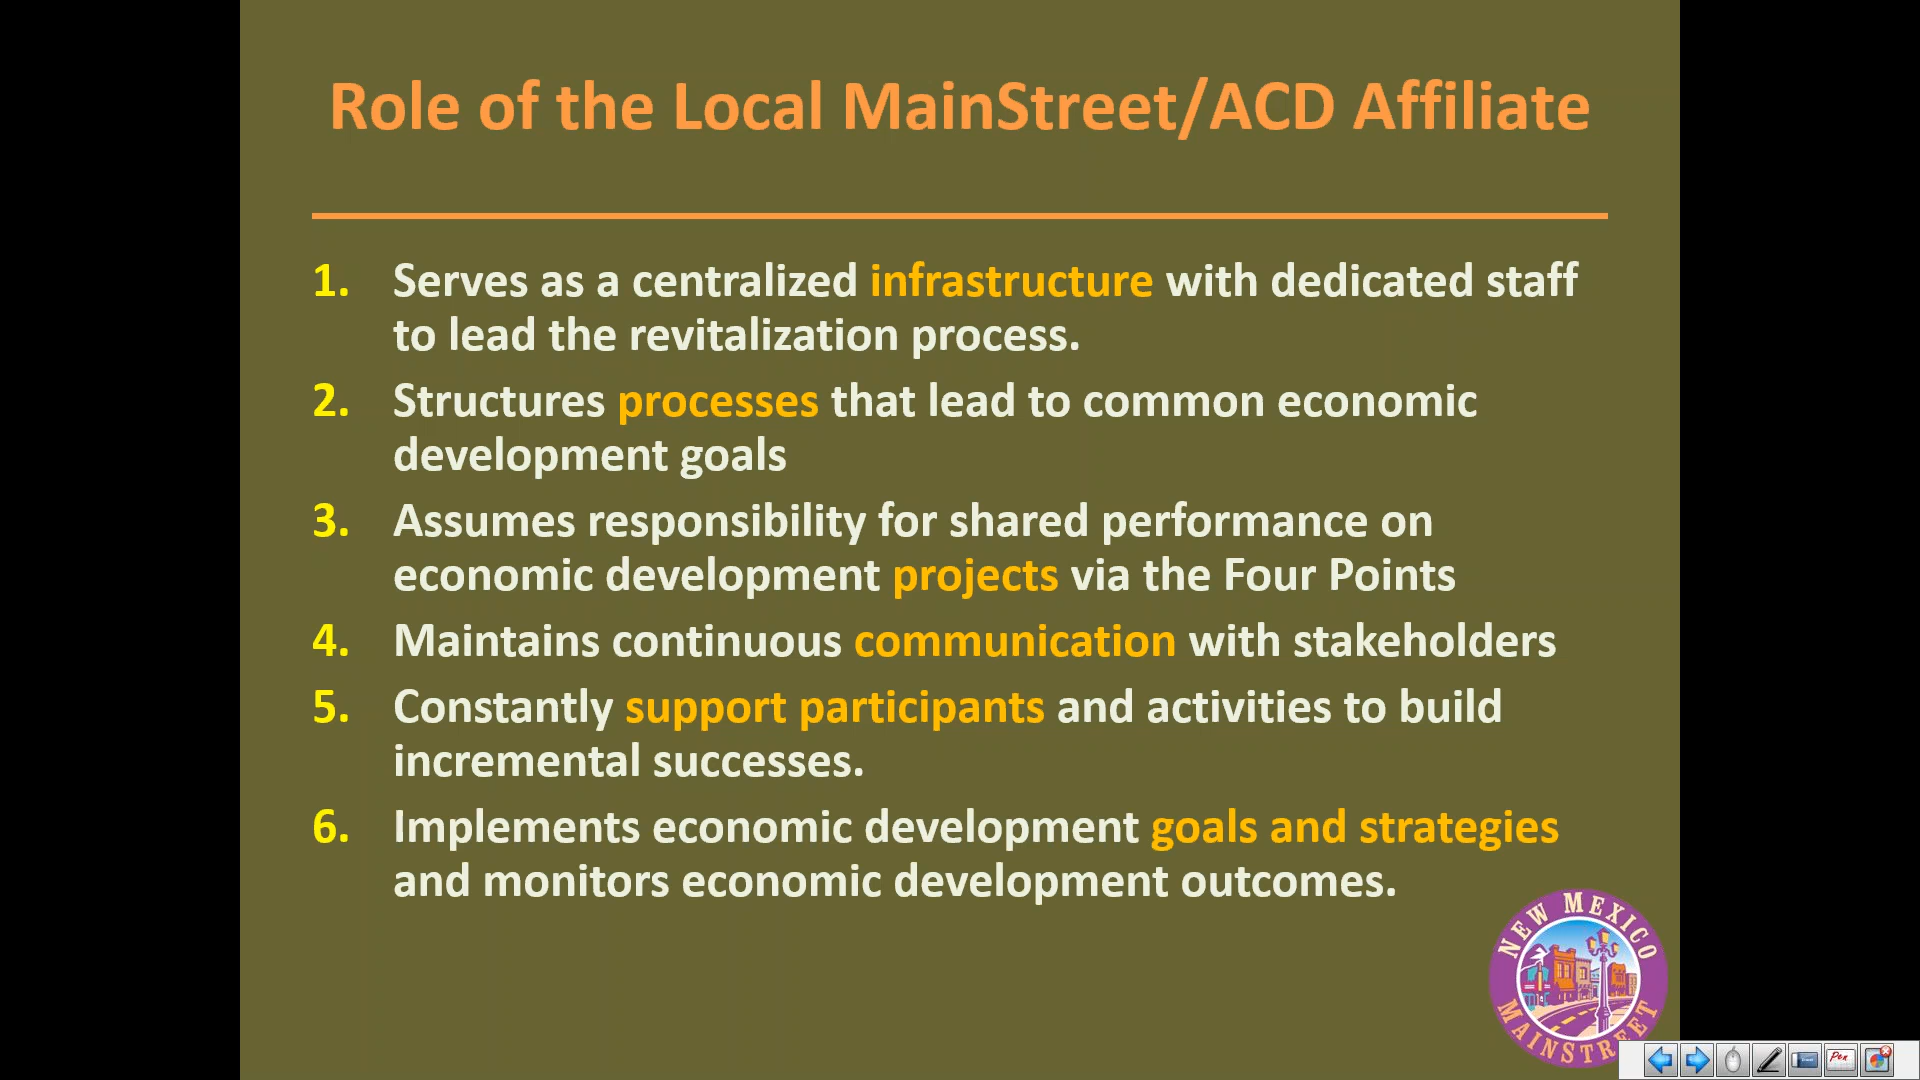 Role of the Local MainStreet/ACD Affiliate
1. Serves as a centralized infrastructure with dedicated staff
to lead the revitalization process.
2. Structures processes that lead to common economic
development goals
3. Assumes responsibility for shared performance on
economic development projects via the Four Points
4. Maintains continuous communication with stakeholders
5. Constantly support participants and activities to build
incremental successes.
6. Implements economic development goals and strategies
and monitors economic development outcomes.
NEW MEXICO
MAINSTREET
Pen